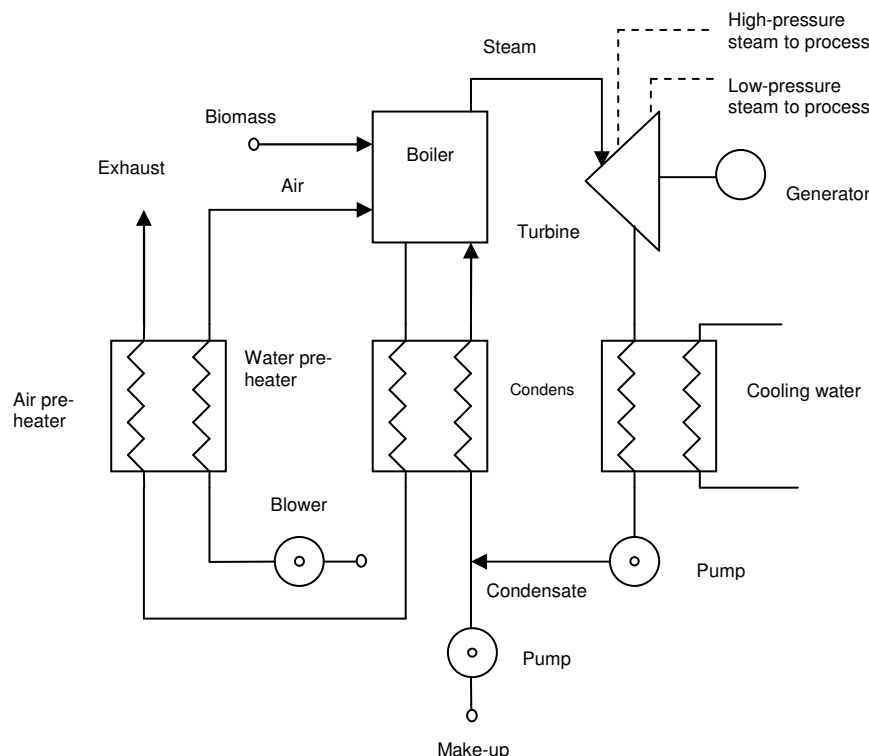 High-pressure
steam to process
Steam
Low-pressure
steam to process
Biomass
Boiler
Exhaust
Air
Generator
Turbine
Water pre-
heater
Air pre-
heater
Condens
Cooling water
Blower
Pump
Condensate
Pump
Make-up